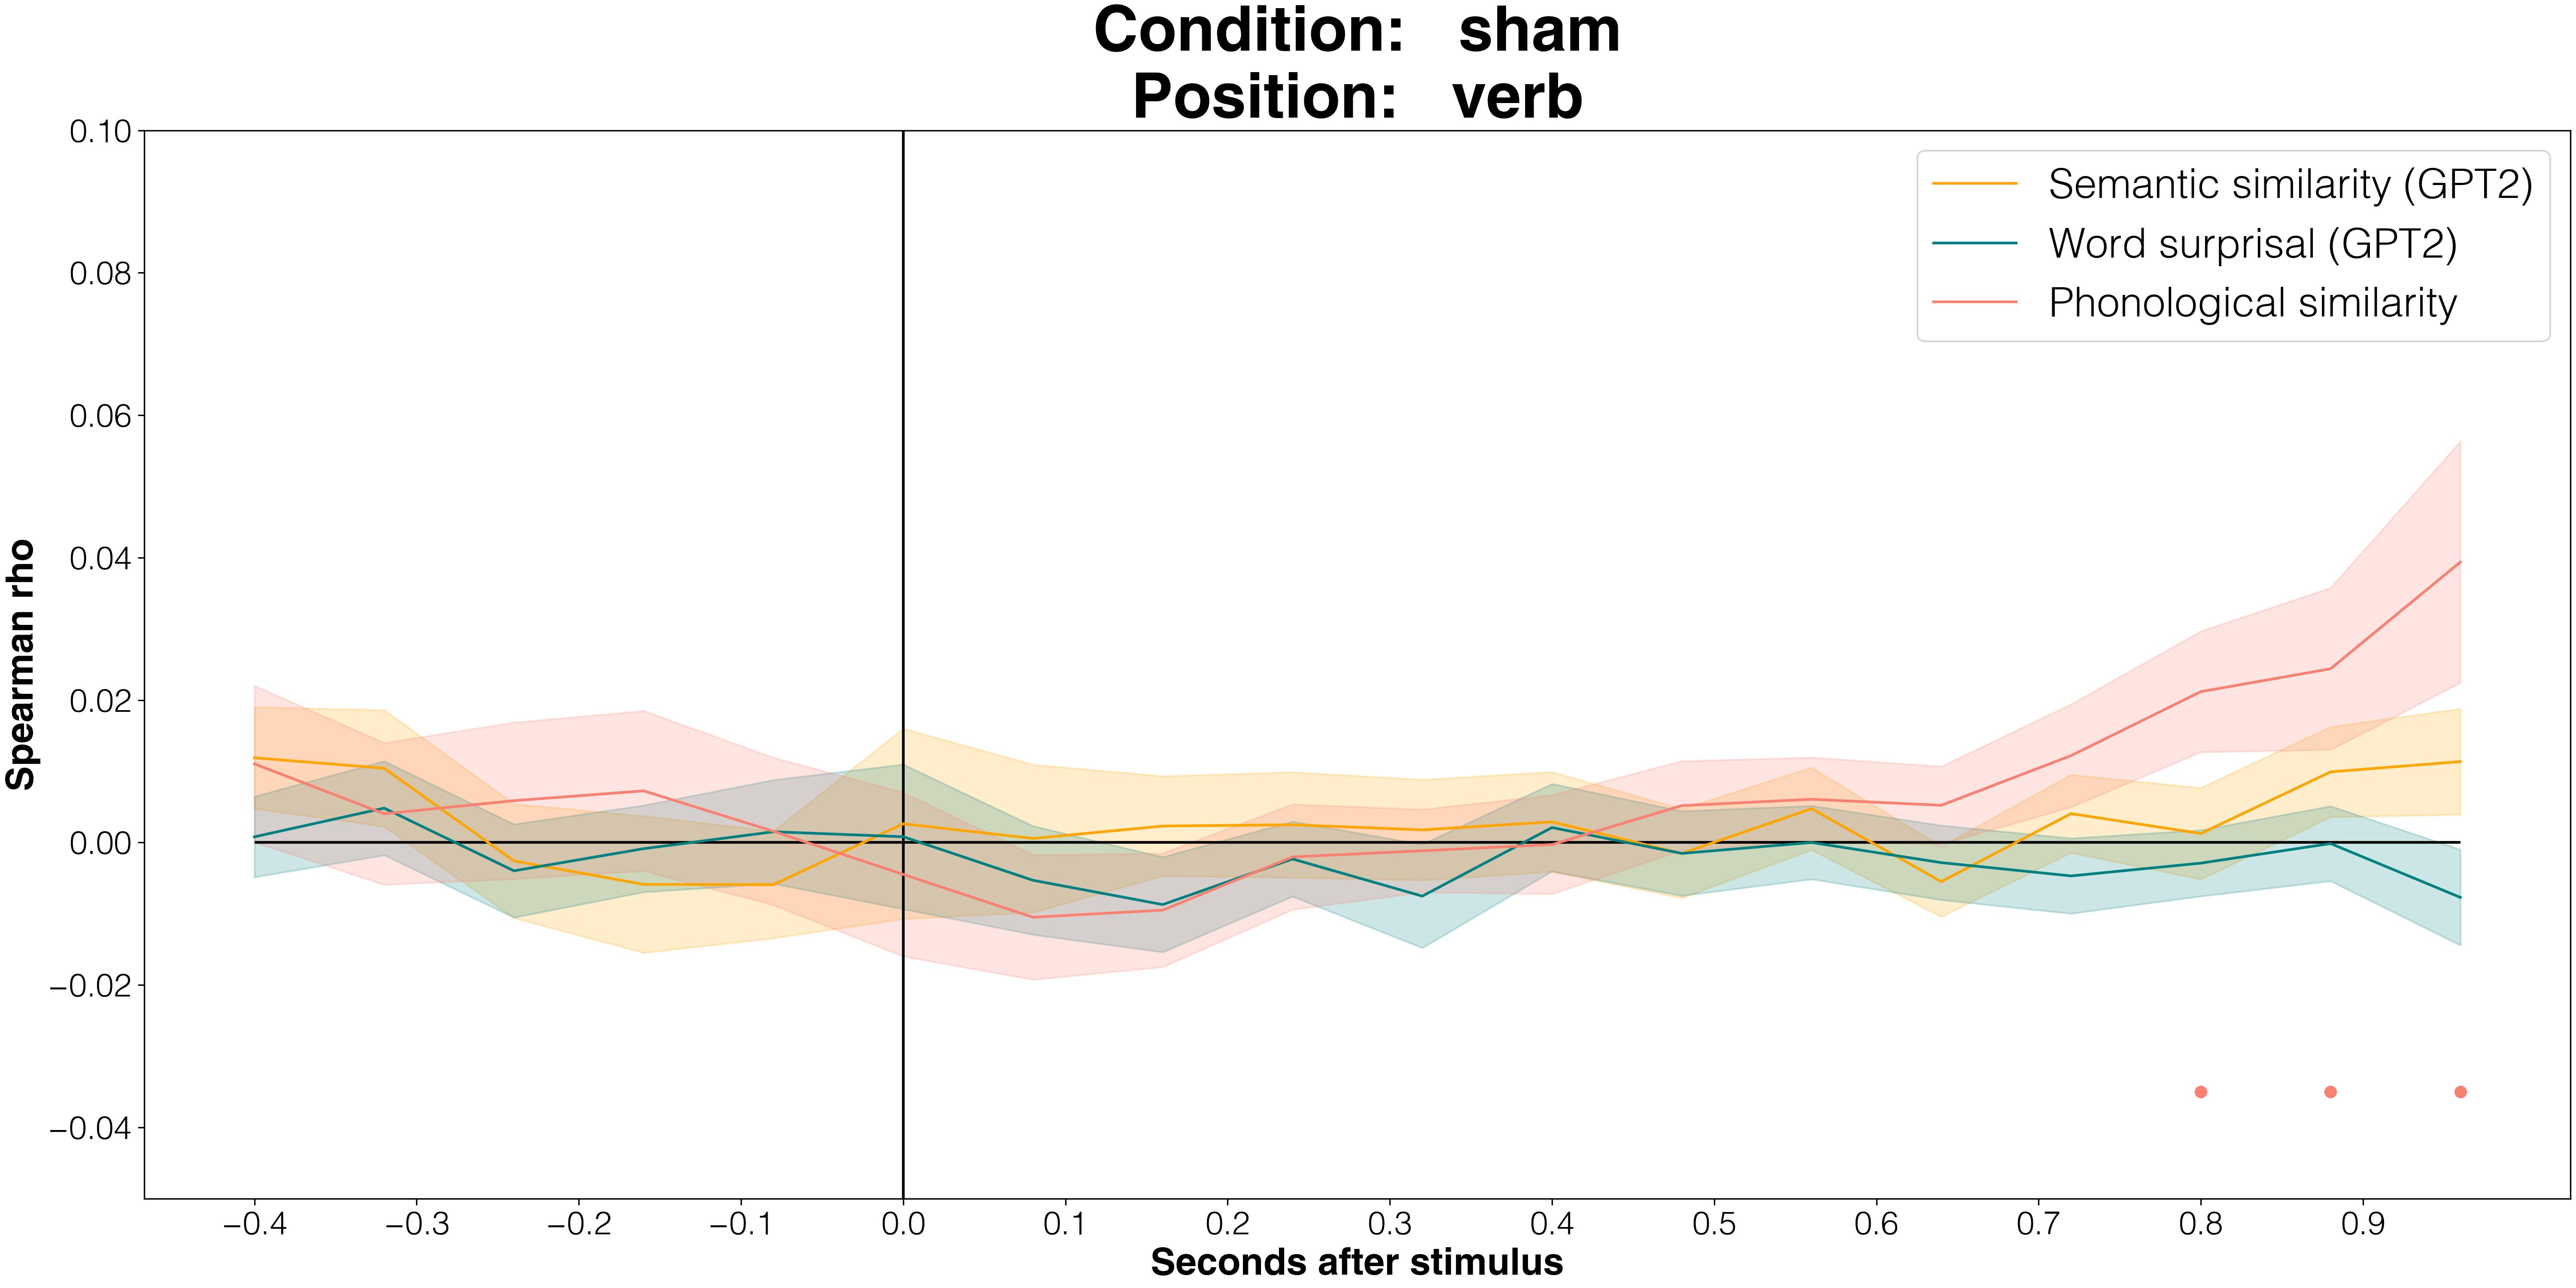 Condition: sham
Position: verb
Semantic similarity (GPT2)
Word surprisal (GPT2)
Phonological similarity
Spearman rho
0.10
0.08
0.06
0.04
0.02
0.00
−0.02
−0.04
−0.4 −0.3 −0.2 −0.1 0.0 0.1 0.2 0.3 0.4 0.5 0.6 0.7 0.8 0.9
Seconds after stimulus